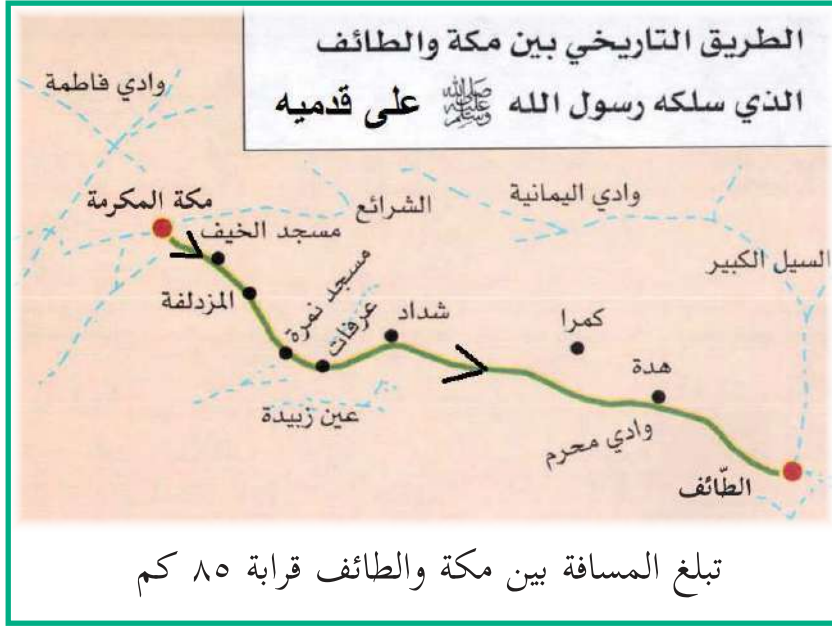 الطريق التاريخي بين مكة والطائف
الذي سلكه رسول الله ﷺ على قدميه
وادي فاطمة
مكة المكرمة
الشرائع
وادي اليمانية
السيل الكبير
مسجد الخيف
المزدلفة
مسجد نمرة
عرفات
شداد
كمرا
هدة
عين زبيدة
وادي محرم
الطّائف
تبلغ المسافة بين مكة والطائف قرابة ٨٥ كم